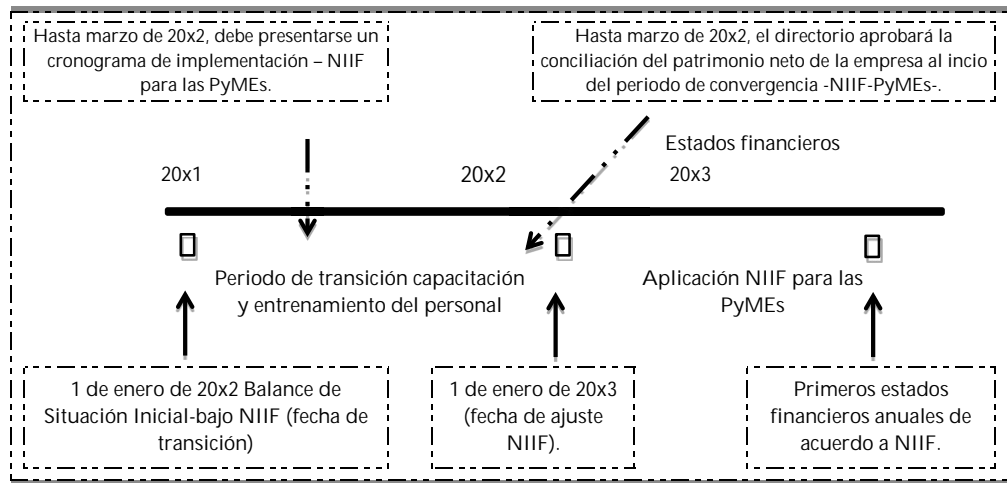 Hasta marzo de 20x2, debe presentarse un
cronograma de implementación – NIIF
para las PyMEs.
Hasta marzo de 20x2, el directorio aprobará la
conciliación del patrimonio neto de la empresa al incio
del periodo de convergencia -NIIF-PyMEs-.
Estados financieros
20x1
20x2
20x3
Periodo de transición capacitación
y entrenamiento del personal
Aplicación NIIF para las
PyMEs
1 de enero de 20x2 Balance de
Situación Inicial-bajo NIIF (fecha de
transición)
1 de enero de 20x3
(fecha de ajuste
NIIF).
Primeros estados
financieros anuales de
acuerdo a NIIF.